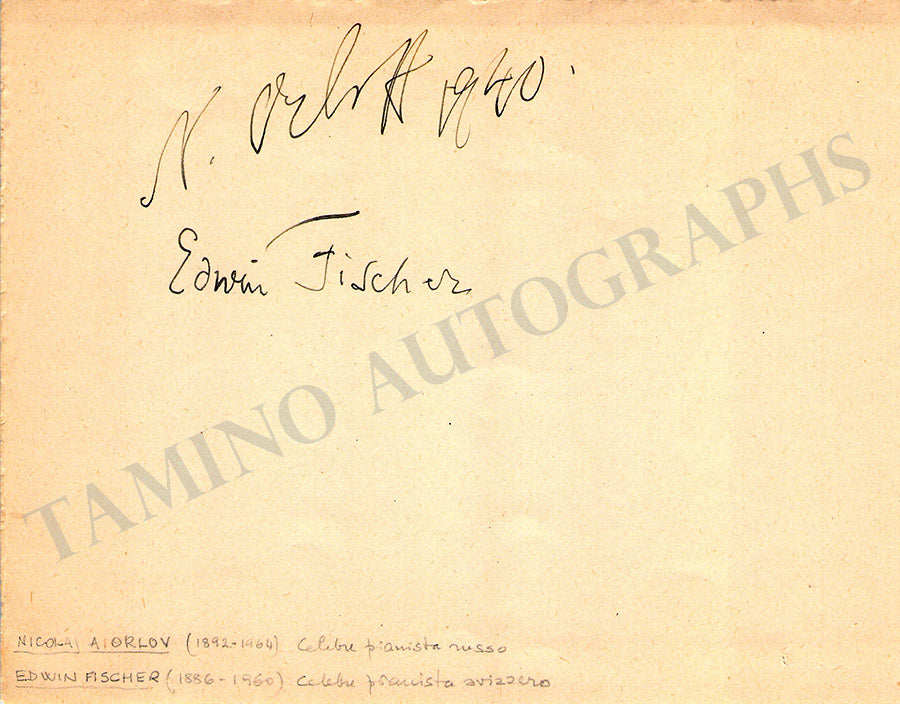 N. Orloff 1940.
Edwin Fischer
TAMINO AUTOGRAPHS
NICOLAJ A. ORLOV (1892-1964) celebre pianista russo
EDWIN FISCHER (1886-1960) celebre pianista svizzero